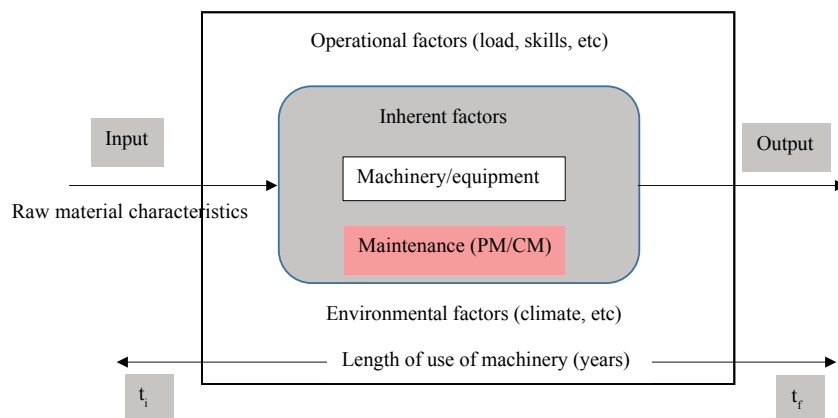 Operational factors (load, skills, etc)
Inherent factors
Input
Output
Machinery/equipment
Raw material characteristics
Maintenance (PM/CM)
Environmental factors (climate, etc)
Length of use of machinery (years)
tᵢ
t_f